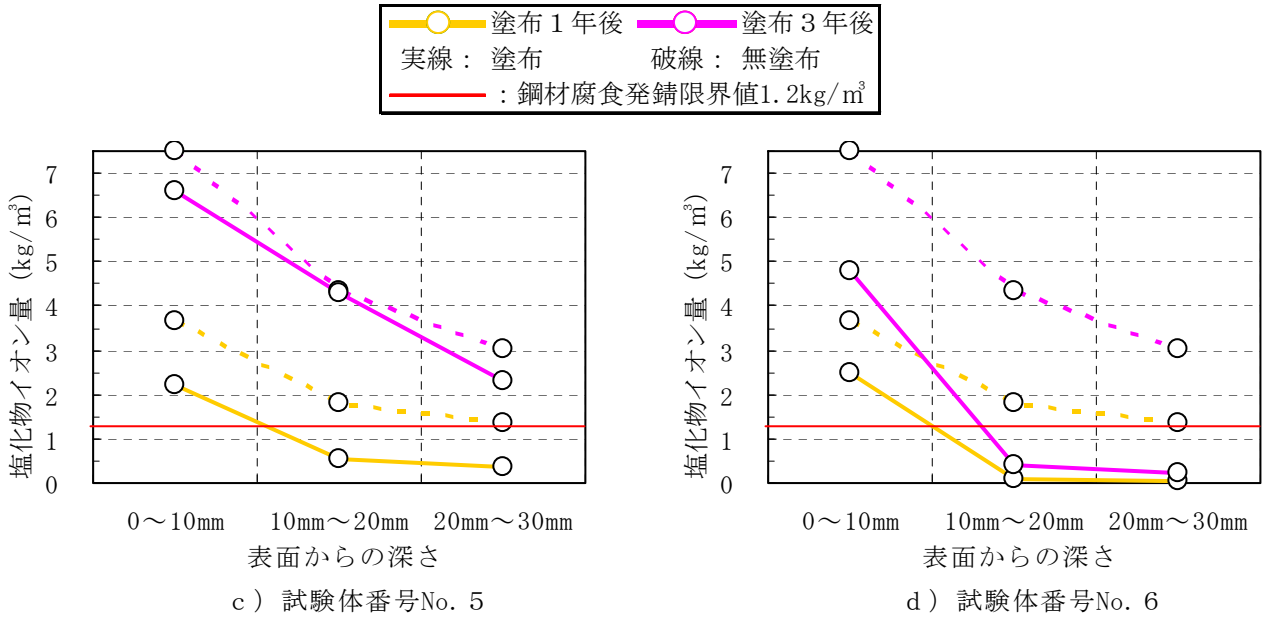 塗布１年後 塗布３年後
実線： 塗布 破線： 無塗布
：鋼材腐食発錆限界値1.2kg/㎥
塩化物イオン量 (kg/㎥)
7
6
5
4
3
2
1
0
0～10mm 10mm～20mm 20mm～30mm
表面からの深さ
c）試験体番号No.5
塩化物イオン量 (kg/㎥)
7
6
5
4
3
2
1
0
0～10mm 10mm～20mm 20mm～30mm
表面からの深さ
d）試験体番号No.6